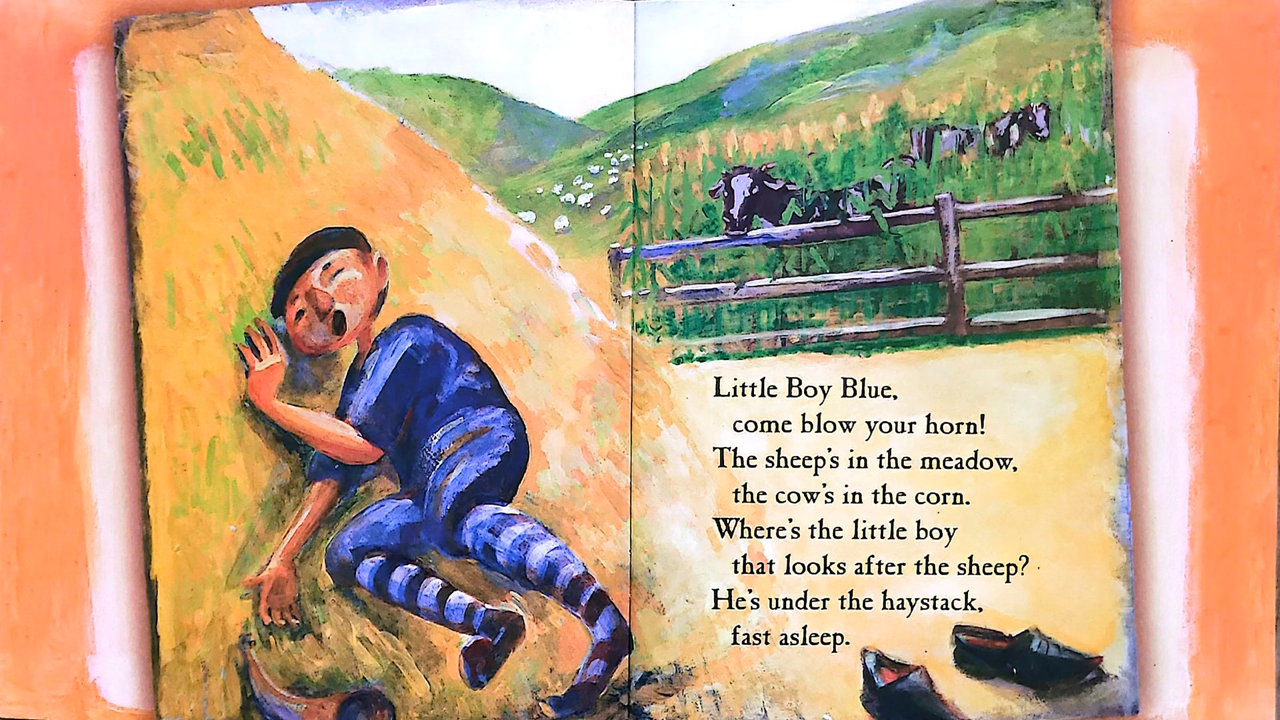 Little Boy Blue,
come blow your horn!
The sheep's in the meadow,
the cow's in the corn.
Where's the little boy
that looks after the sheep?
He's under the haystack,
fast asleep.